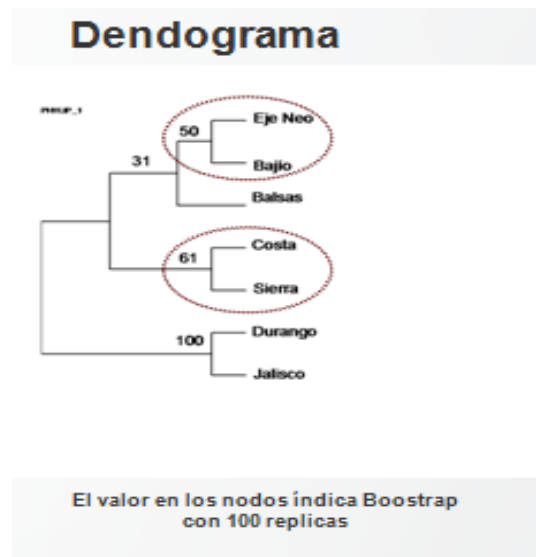 Dendograma
PHYLIP_1
50
Eje Neo
31
Bajio
Balsas
Costa
61
Sierra
Durango
100
Jalisco
El valor en los nodos índica Boostrap
con 100 replicas